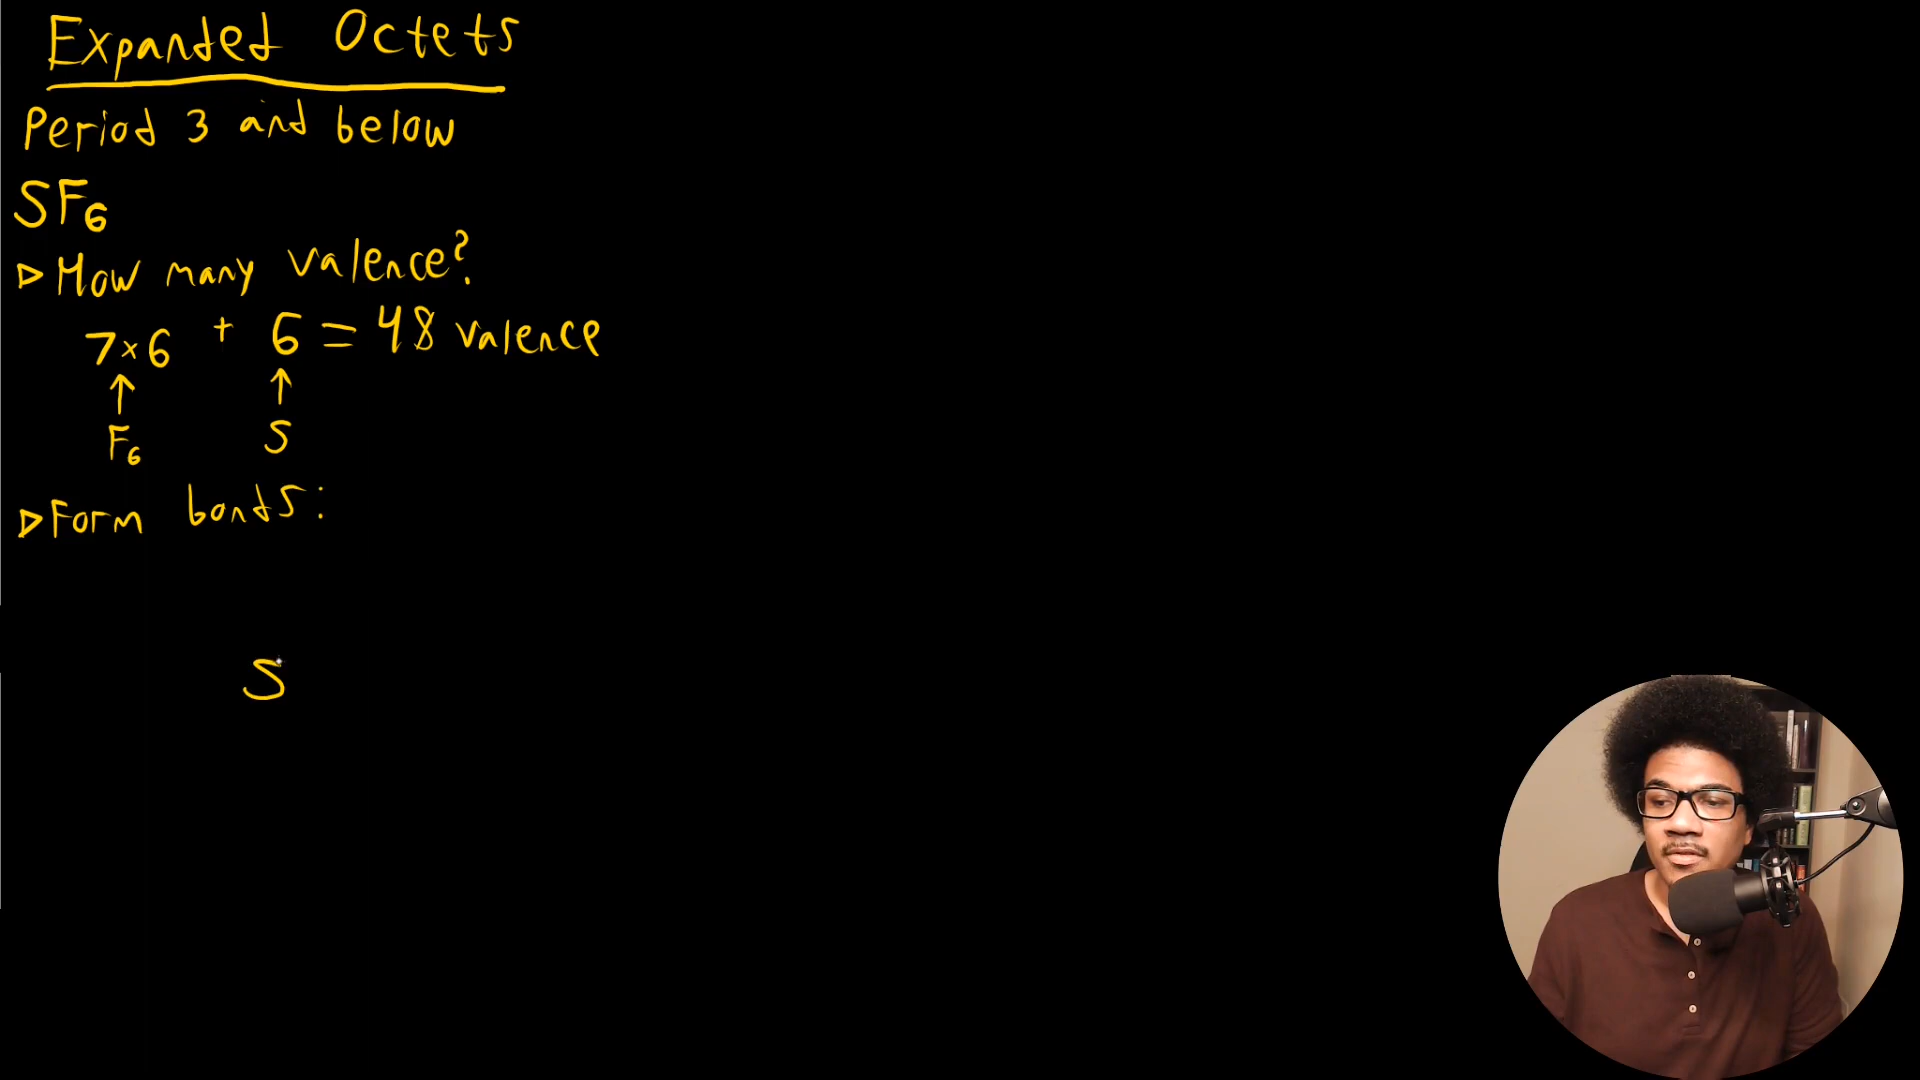 Expanded Octets
Period 3 and below
SF₆
▷ How many valence?
7×6 + 6 = 48 valence
↑ ↑
F₆ S
▷ Form bonds:
S